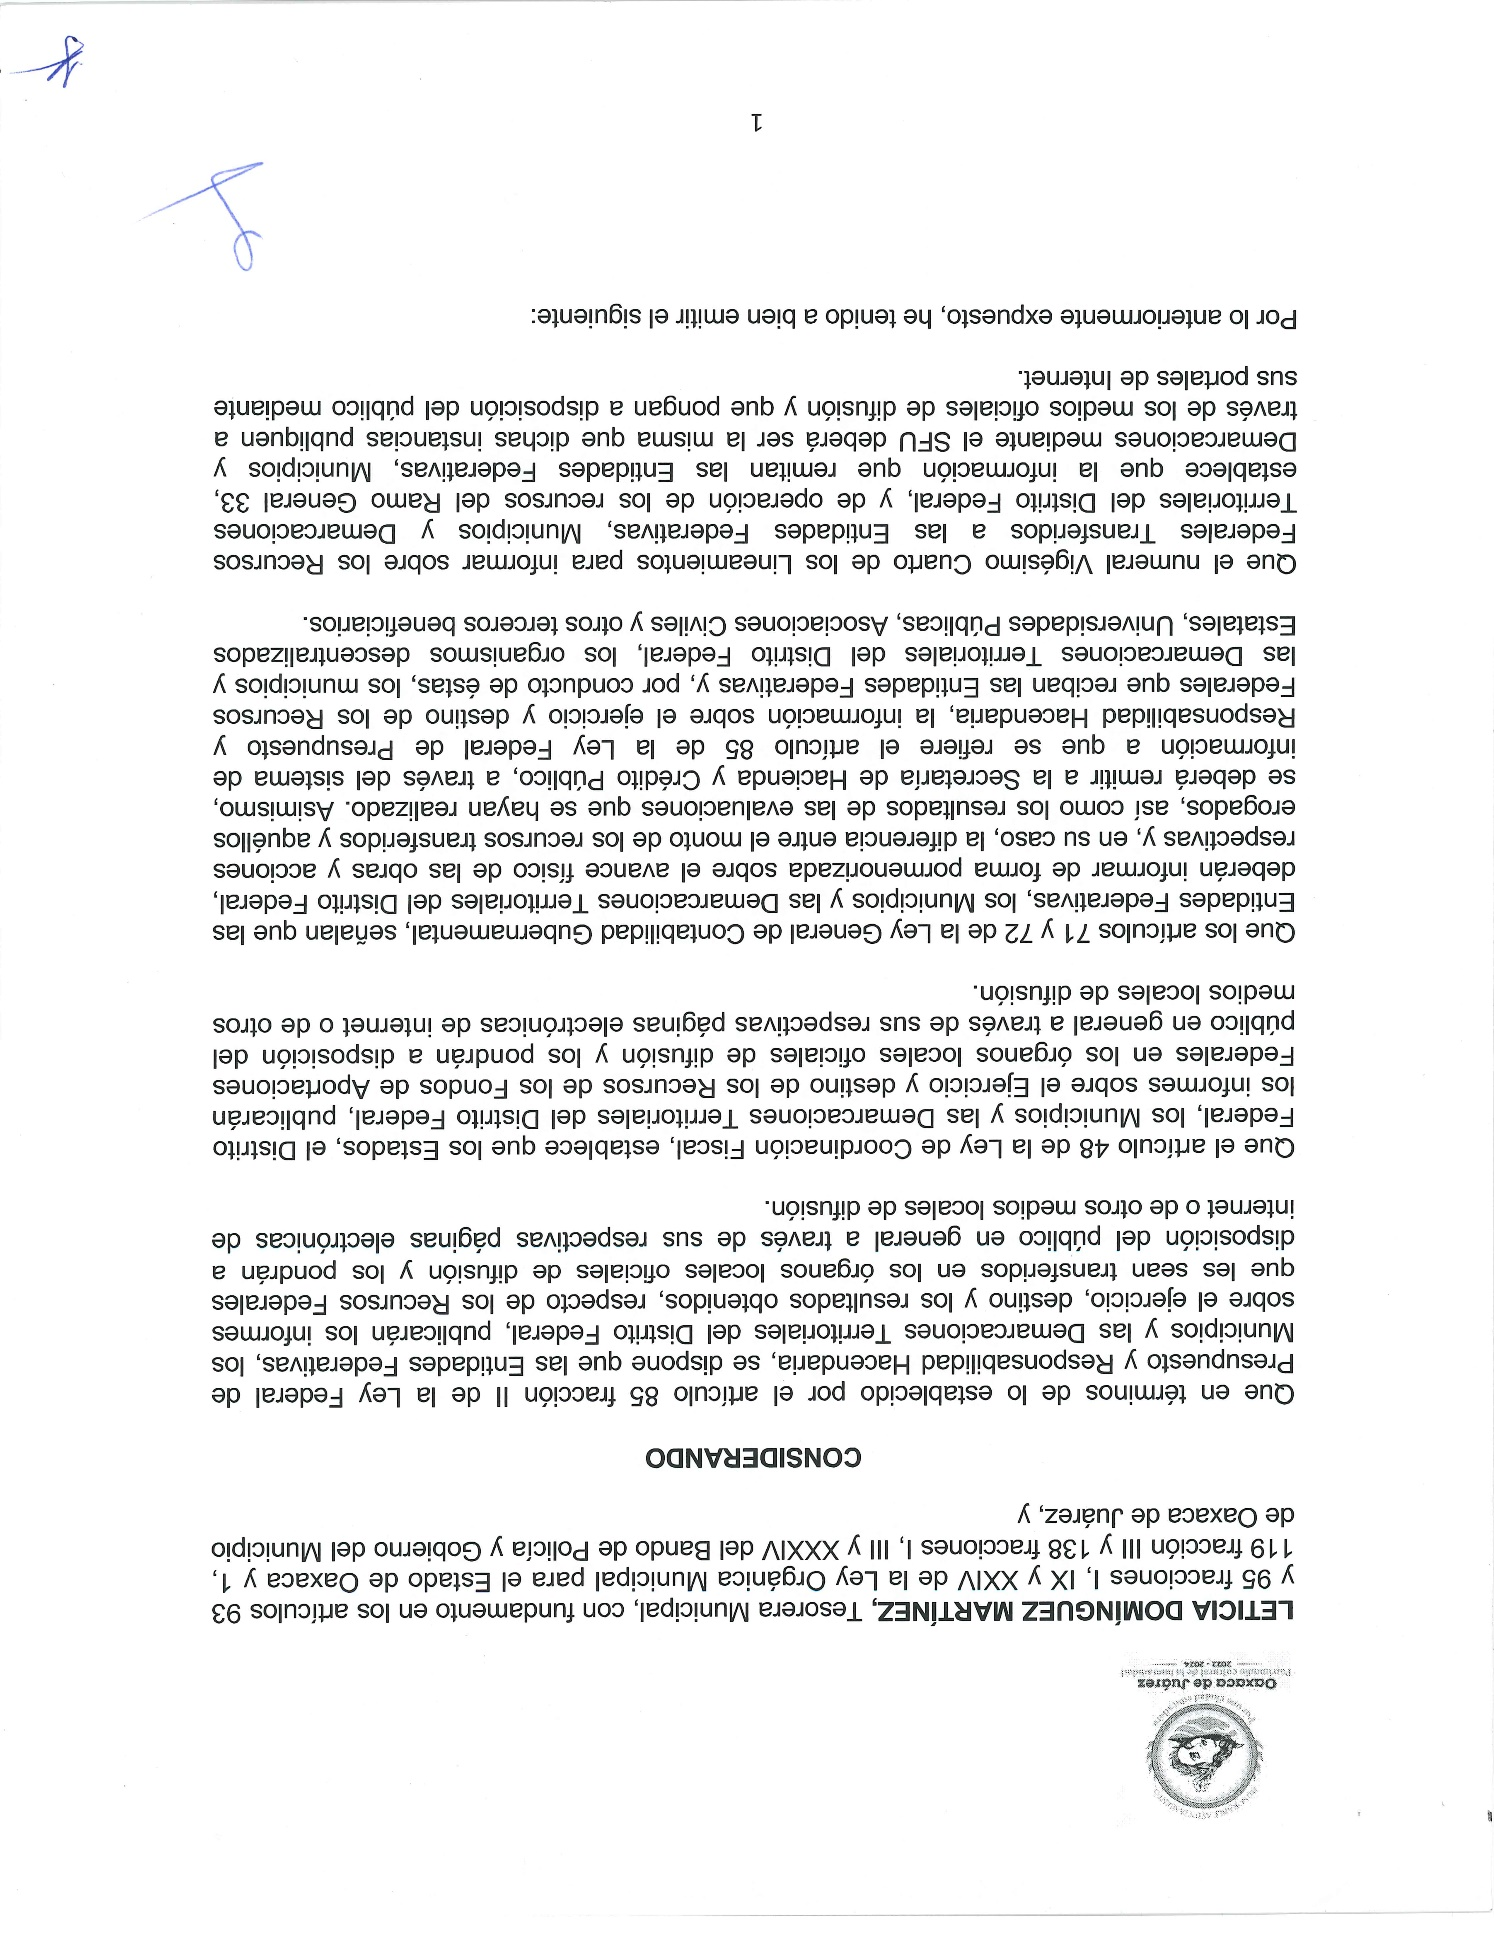 Oaxaca de Juárez
Patrimonio cultural de la humanidad
2022 - 2024
LETICIA DOMÍNGUEZ MARTÍNEZ, Tesorera Municipal, con fundamento en los artículos 93
y 95 fracciones I, IX y XXIV de la Ley Orgánica Municipal para el Estado de Oaxaca y 1,
119 fracción III y 138 fracciones I, III y XXXIV del Bando de Policía y Gobierno del Municipio
de Oaxaca de Juárez, y
CONSIDERANDO
Que en términos de lo establecido por el artículo 85 fracción II de la Ley Federal de
Presupuesto y Responsabilidad Hacendaria, se dispone que las Entidades Federativas, los
Municipios y las Demarcaciones Territoriales del Distrito Federal, publicarán los informes
sobre el ejercicio, destino y los resultados obtenidos, respecto de los Recursos Federales
que les sean transferidos en los órganos locales oficiales de difusión y los pondrán a
disposición del público en general a través de sus respectivas páginas electrónicas de
internet o de otros medios locales de difusión.
Que el artículo 48 de la Ley de Coordinación Fiscal, establece que los Estados, el Distrito
Federal, los Municipios y las Demarcaciones Territoriales del Distrito Federal, publicarán
los informes sobre el Ejercicio y destino de los Recursos de los Fondos de Aportaciones
Federales en los órganos locales oficiales de difusión y los pondrán a disposición del
público en general a través de sus respectivas páginas electrónicas de internet o de otros
medios locales de difusión.
Que los artículos 71 y 72 de la Ley General de Contabilidad Gubernamental, señalan que las
Entidades Federativas, los Municipios y las Demarcaciones Territoriales del Distrito Federal,
deberán informar de forma pormenorizada sobre el avance físico de las obras y acciones
respectivas y, en su caso, la diferencia entre el monto de los recursos transferidos y aquéllos
erogados, así como los resultados de las evaluaciones que se hayan realizado. Asimismo,
se deberá remitir a la Secretaría de Hacienda y Crédito Público, a través del sistema de
información a que se refiere el artículo 85 de la Ley Federal de Presupuesto y
Responsabilidad Hacendaria, la información sobre el ejercicio y destino de los Recursos
Federales que reciban las Entidades Federativas y, por conducto de éstas, los municipios y
las Demarcaciones Territoriales del Distrito Federal, los organismos descentralizados
Estatales, Universidades Públicas, Asociaciones Civiles y otros terceros beneficiarios.
Que el numeral Vigésimo Cuarto de los Lineamientos para informar sobre los Recursos
Federales Transferidos a las Entidades Federativas, Municipios y Demarcaciones
Territoriales del Distrito Federal, y de operación de los recursos del Ramo General 33,
establece que la información que remitan las Entidades Federativas, Municipios y
Demarcaciones mediante el SFU deberá ser la misma que dichas instancias publiquen a
través de los medios oficiales de difusión y que pongan a disposición del público mediante
sus portales de Internet.
Por lo anteriormente expuesto, he tenido a bien emitir el siguiente:
1